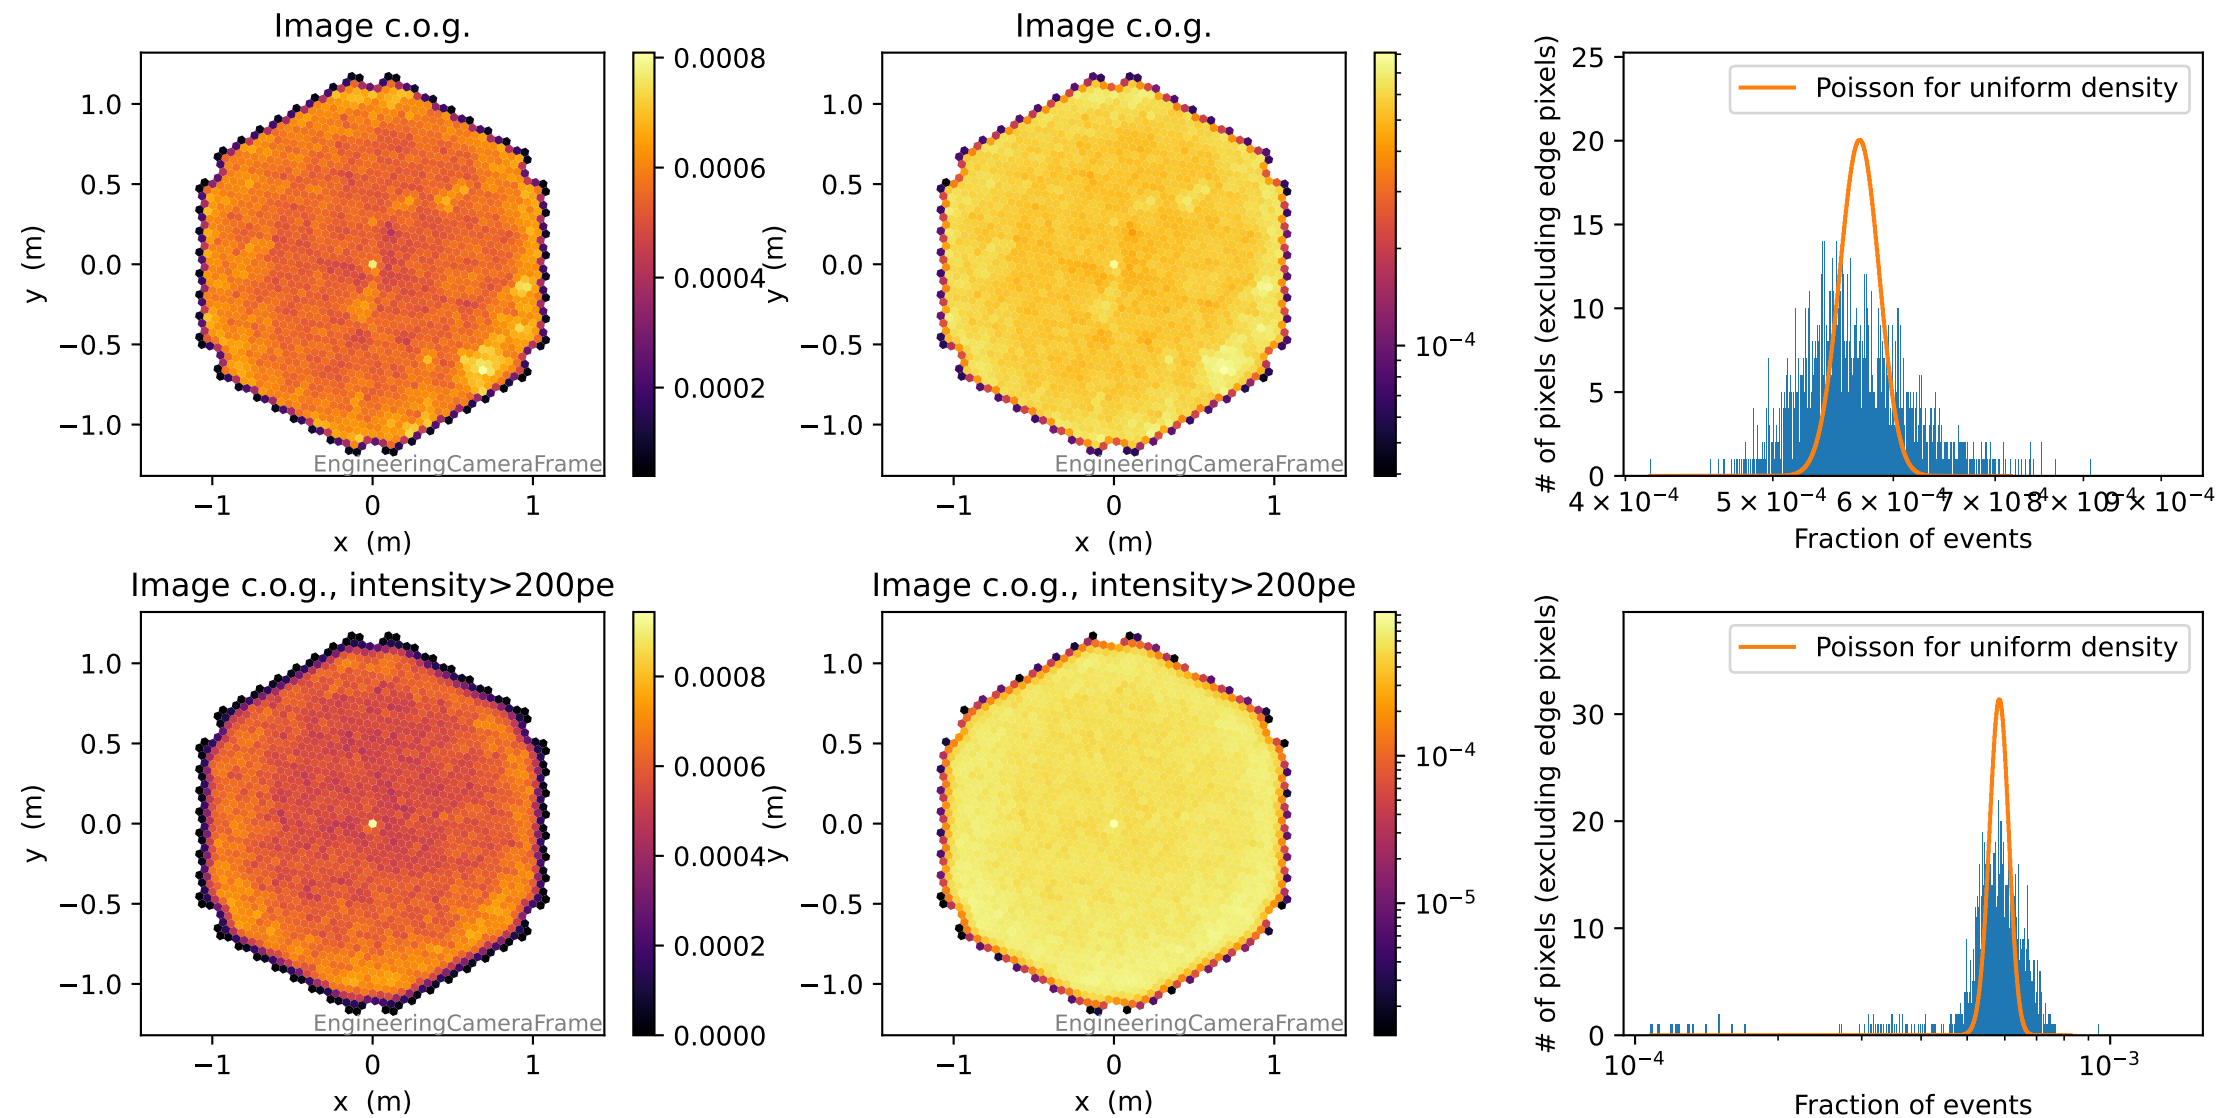 Image c.o.g.
y (m)
1.0
0.5
0.0
−0.5
−1.0
−1
0
1
x (m)
EngineeringCameraFrame
0.0008
0.0006
0.0004
0.0002
Image c.o.g.
y (m)
1.0
0.5
0.0
−0.5
−1.0
−1
0
1
x (m)
EngineeringCameraFrame
10⁻⁴
# of pixels (excluding edge pixels)
25
20
15
10
5
0
Poisson for uniform density
4 × 10⁻⁴
5 × 10⁻⁴
6 × 10⁻⁴
7 × 10⁻⁴
8 × 10⁻⁴
9 × 10⁻⁴
Fraction of events
Image c.o.g., intensity>200pe
y (m)
1.0
0.5
0.0
−0.5
−1.0
−1
0
1
x (m)
EngineeringCameraFrame
0.0008
0.0006
0.0004
0.0002
0.0000
Image c.o.g., intensity>200pe
y (m)
1.0
0.5
0.0
−0.5
−1.0
−1
0
1
x (m)
EngineeringCameraFrame
10⁻⁴
10⁻⁵
# of pixels (excluding edge pixels)
30
20
10
0
Poisson for uniform density
10⁻⁴
10⁻³
Fraction of events